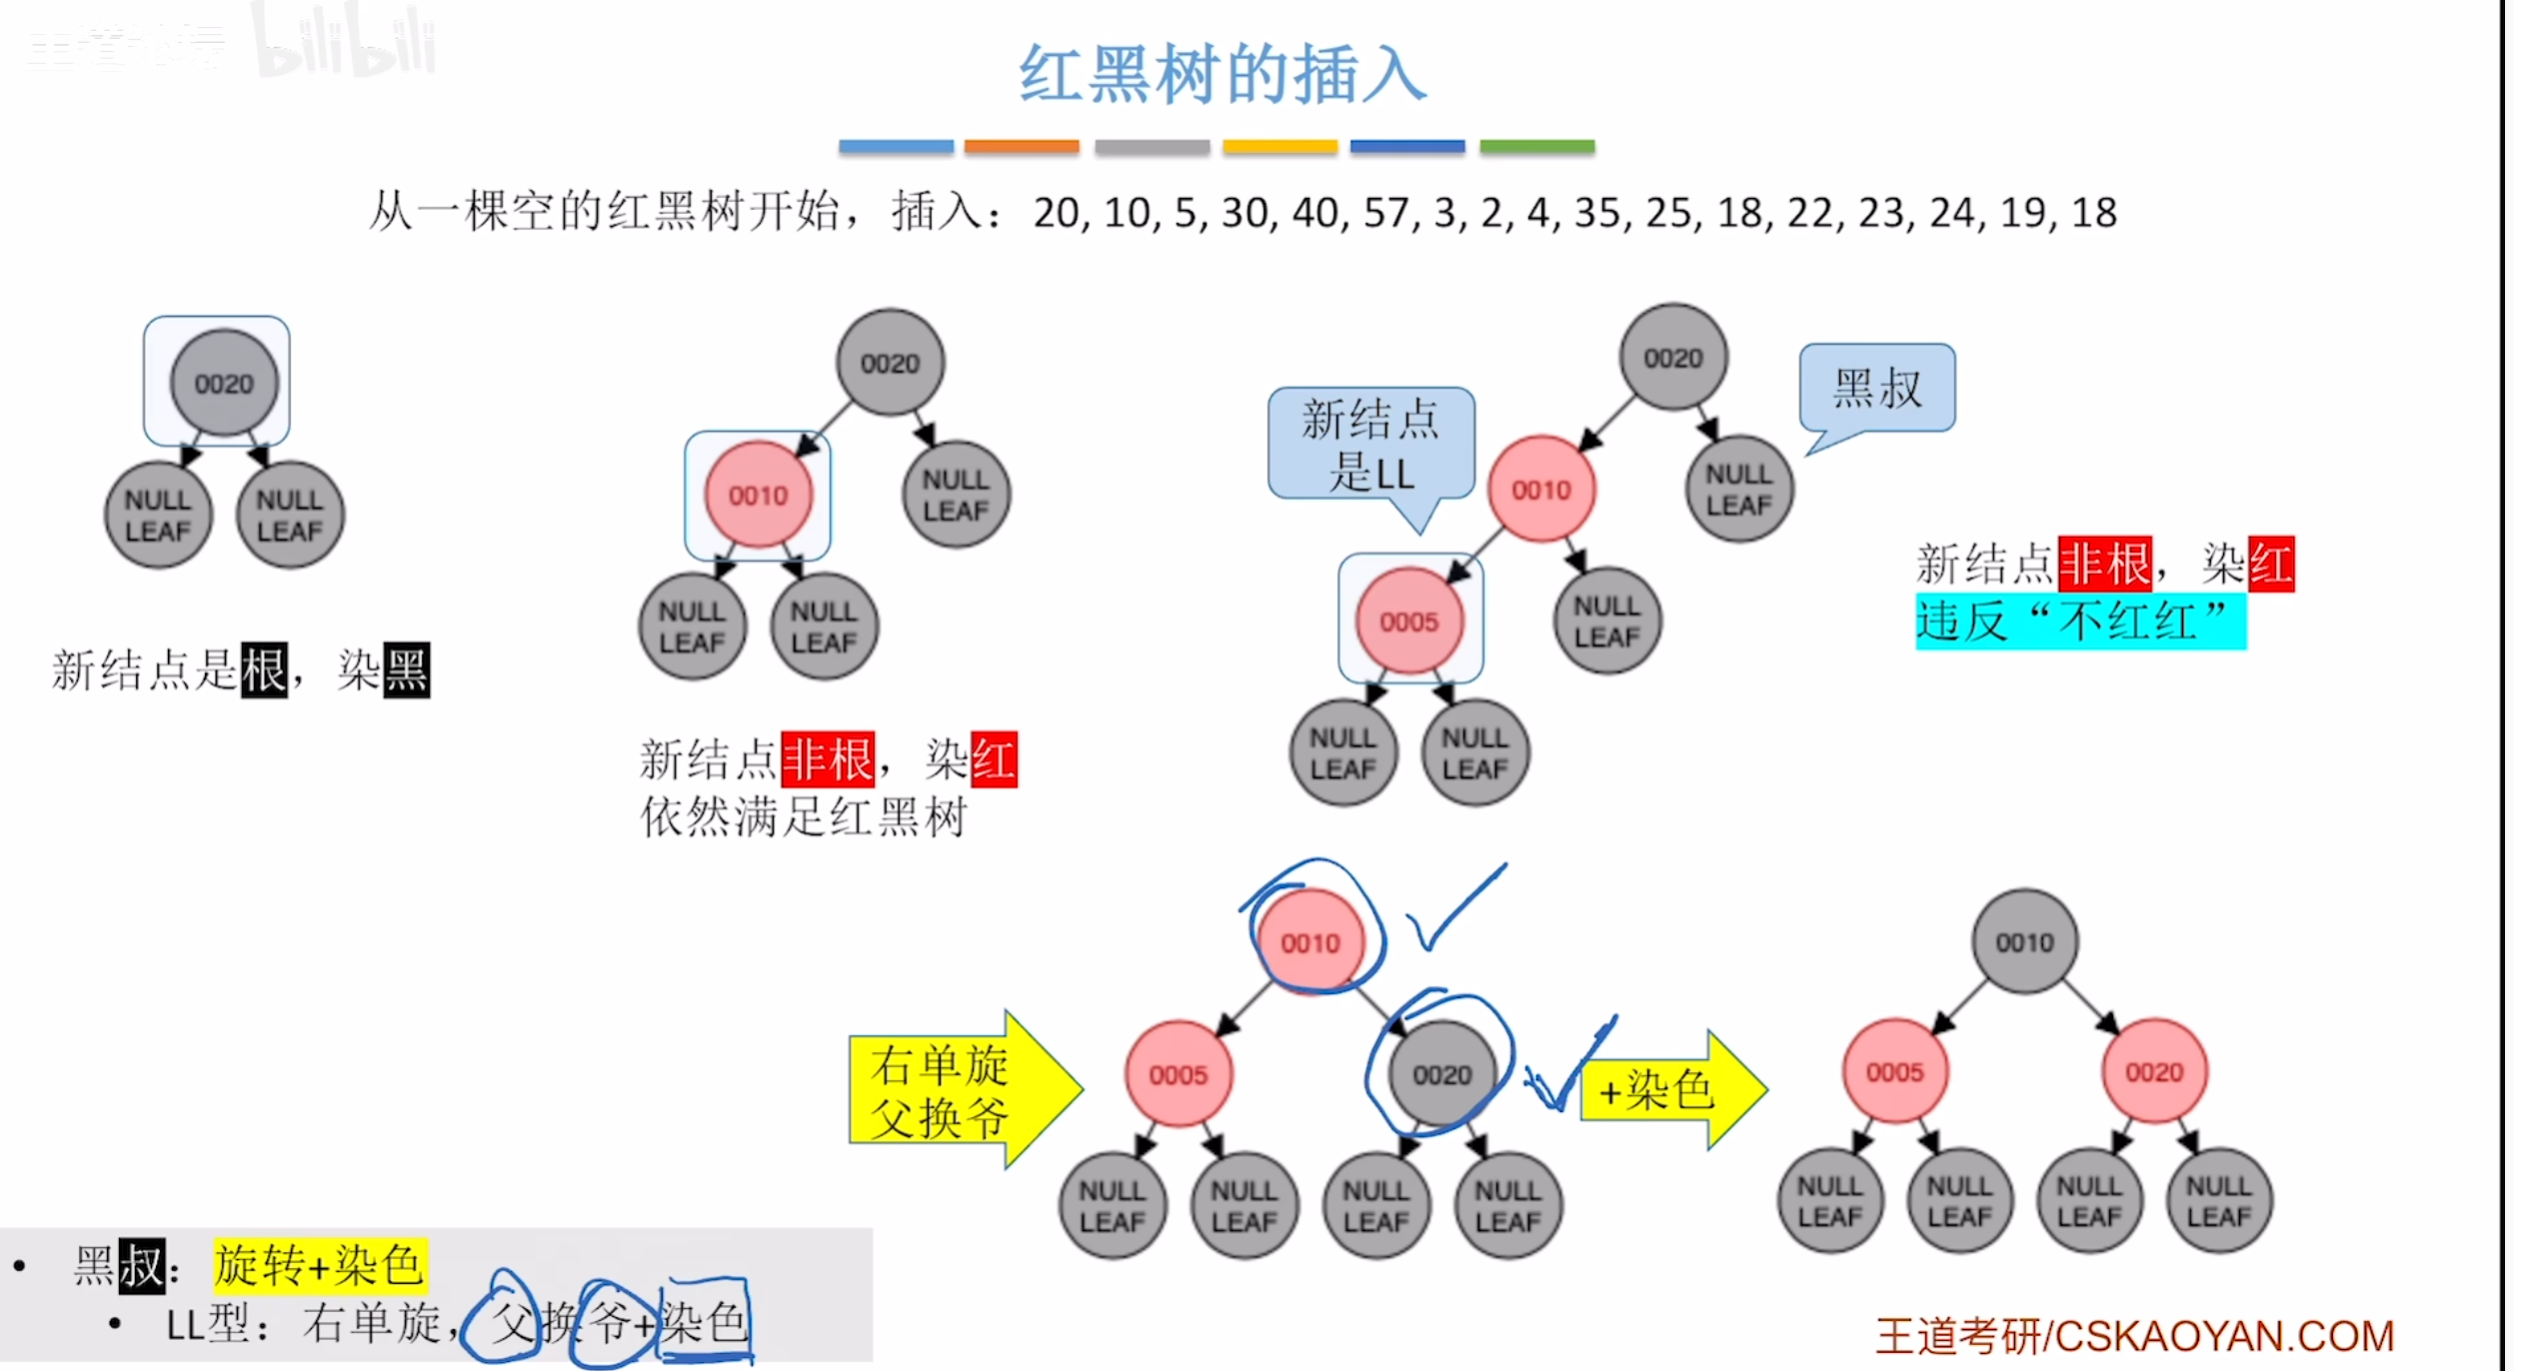 bilibili
红黑树的插入
从一棵空的红黑树开始，插入：20, 10, 5, 30, 40, 57, 3, 2, 4, 35, 25, 18, 22, 23, 24, 19, 18
0020
NULL LEAF
NULL LEAF
新结点是根，染黑
0020
0010
NULL LEAF
NULL LEAF
NULL LEAF
新结点非根，染红
依然满足红黑树
0020
黑叔
新结点
是LL
0010
NULL LEAF
0005
NULL LEAF
NULL LEAF
NULL LEAF
新结点非根，染红
违反“不红红”
右单旋
父换爷
0010
0005
0020
NULL LEAF
NULL LEAF
NULL LEAF
NULL LEAF
+染色
0010
0005
0020
NULL LEAF
NULL LEAF
NULL LEAF
NULL LEAF
• 黑叔：旋转+染色
• LL型：右单旋，父换爷+染色
王道考研/CSKAOYAN.COM